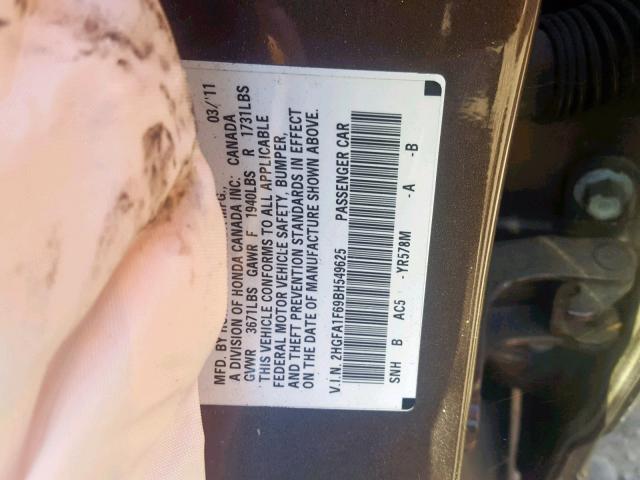 MFD. BY 03/'11
A DIVISION OF HONDA CANADA INC. CANADA
GVWR 3671LBS GAWR F 1940LBS R 1731LBS
THIS VEHICLE CONFORMS TO ALL APPLICABLE
FEDERAL MOTOR VEHICLE SAFETY, BUMPER,
AND THEFT PREVENTION STANDARDS IN EFFECT
ON THE DATE OF MANUFACTURE SHOWN ABOVE.
V.I.N. 2HGFA1F69BH549625 PASSENGER CAR
SNH B AC5 -YR578M -A -B